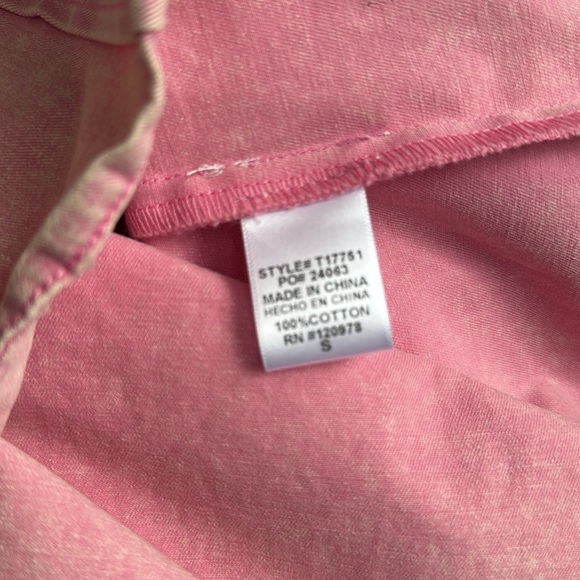 STYLE# T17751
PO# 24063
MADE IN CHINA
HECHO EN CHINA
100%COTTON
RN #120978
S